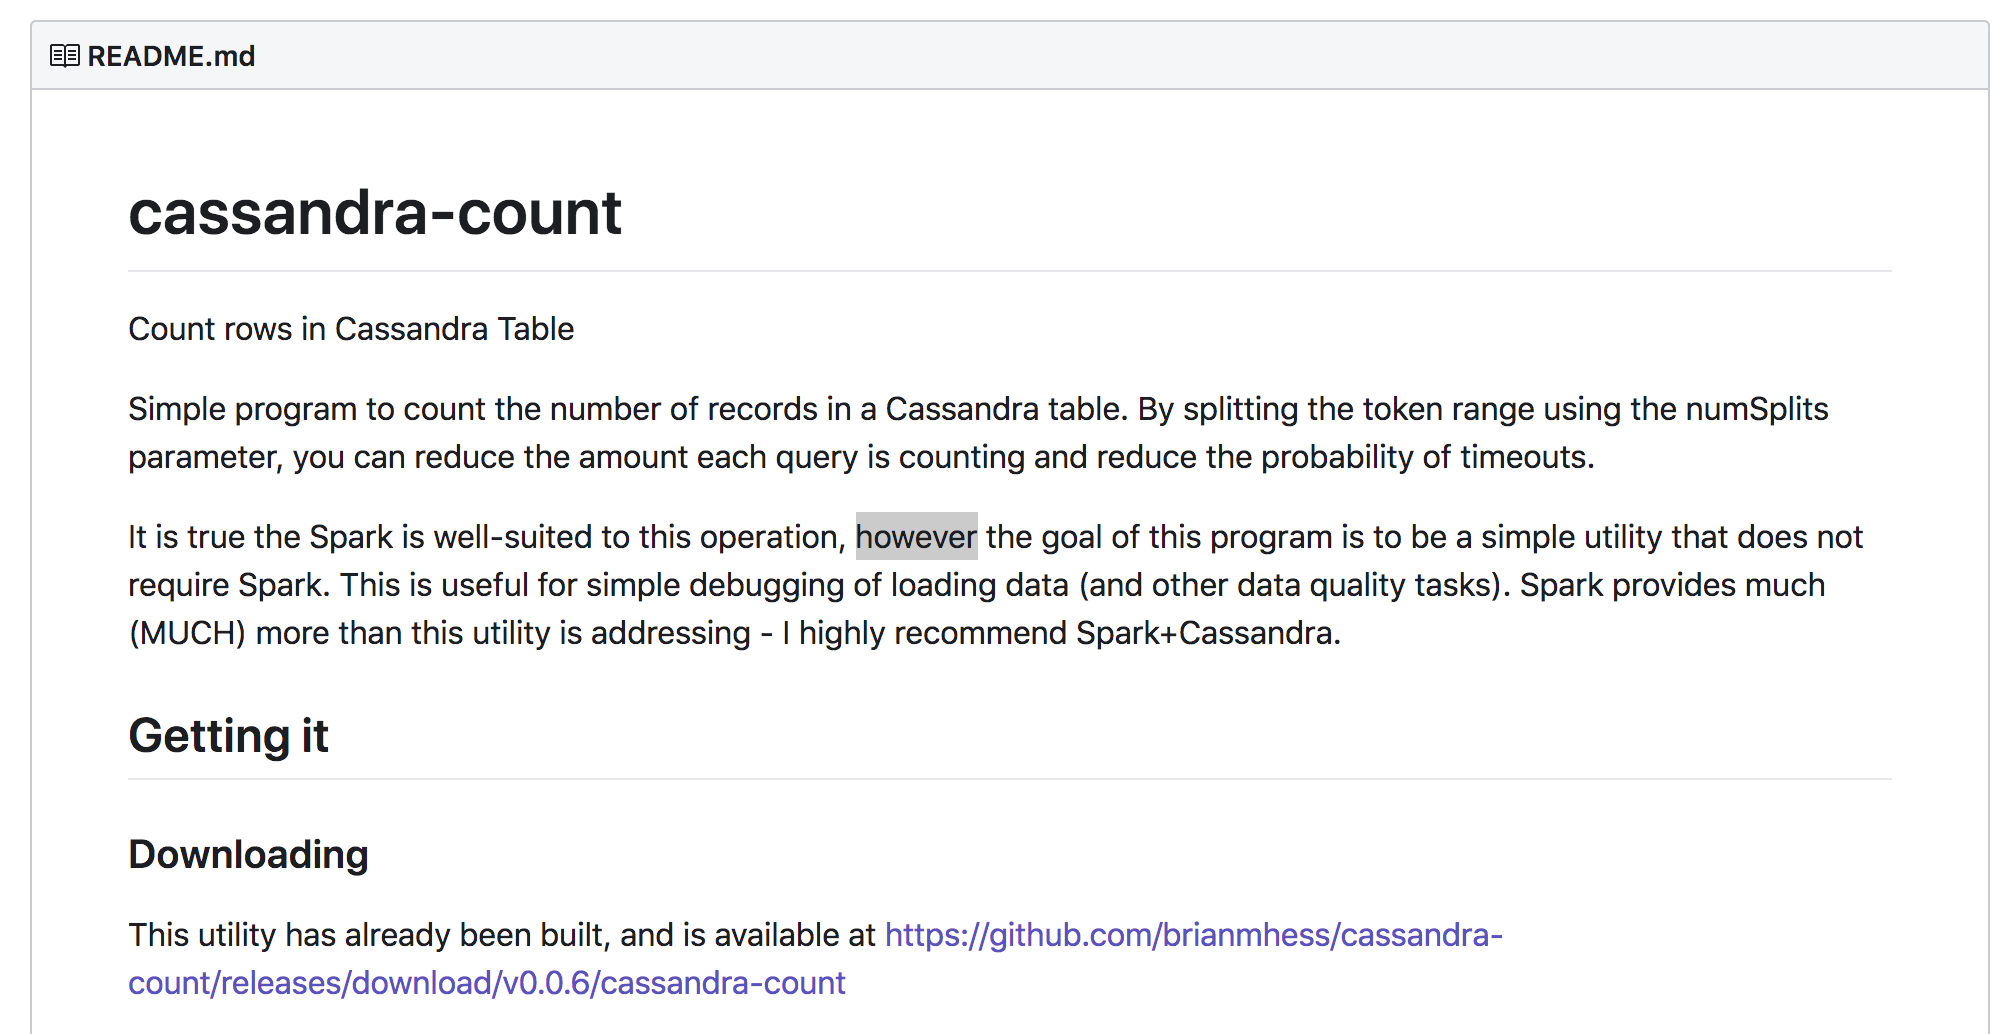 README.md
cassandra-count
Count rows in Cassandra Table
Simple program to count the number of records in a Cassandra table. By splitting the token range using the numSplits
parameter, you can reduce the amount each query is counting and reduce the probability of timeouts.
It is true the Spark is well-suited to this operation, however the goal of this program is to be a simple utility that does not
require Spark. This is useful for simple debugging of loading data (and other data quality tasks). Spark provides much
(MUCH) more than this utility is addressing - I highly recommend Spark+Cassandra.
Getting it
Downloading
This utility has already been built, and is available at https://github.com/brianmhess/cassandra-
count/releases/download/v0.0.6/cassandra-count